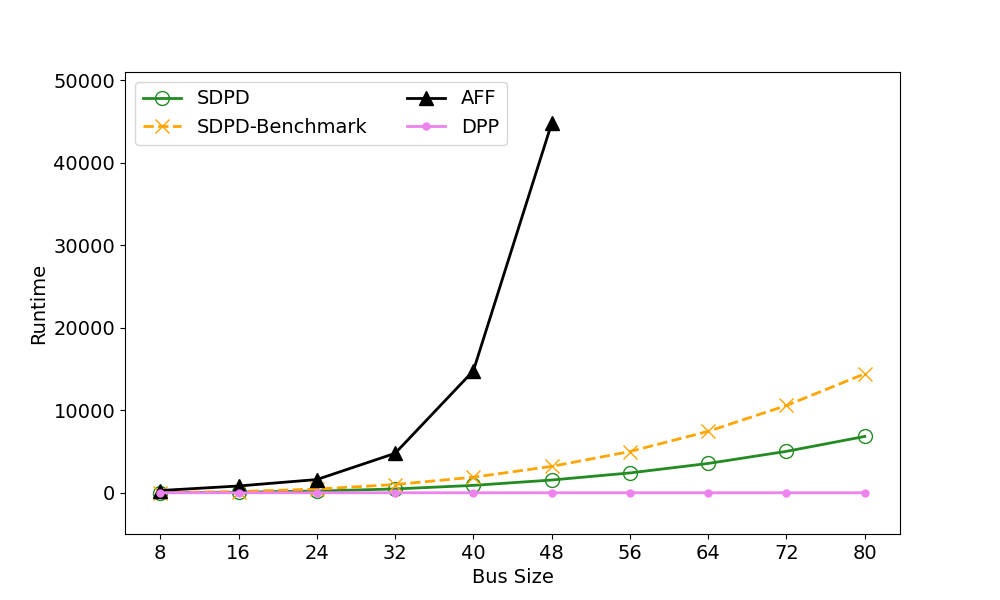 SDPD
SDPD-Benchmark
AFF
DPP
50000
40000
30000
20000
10000
0
Runtime
8 16 24 32 40 48 56 64 72 80
Bus Size